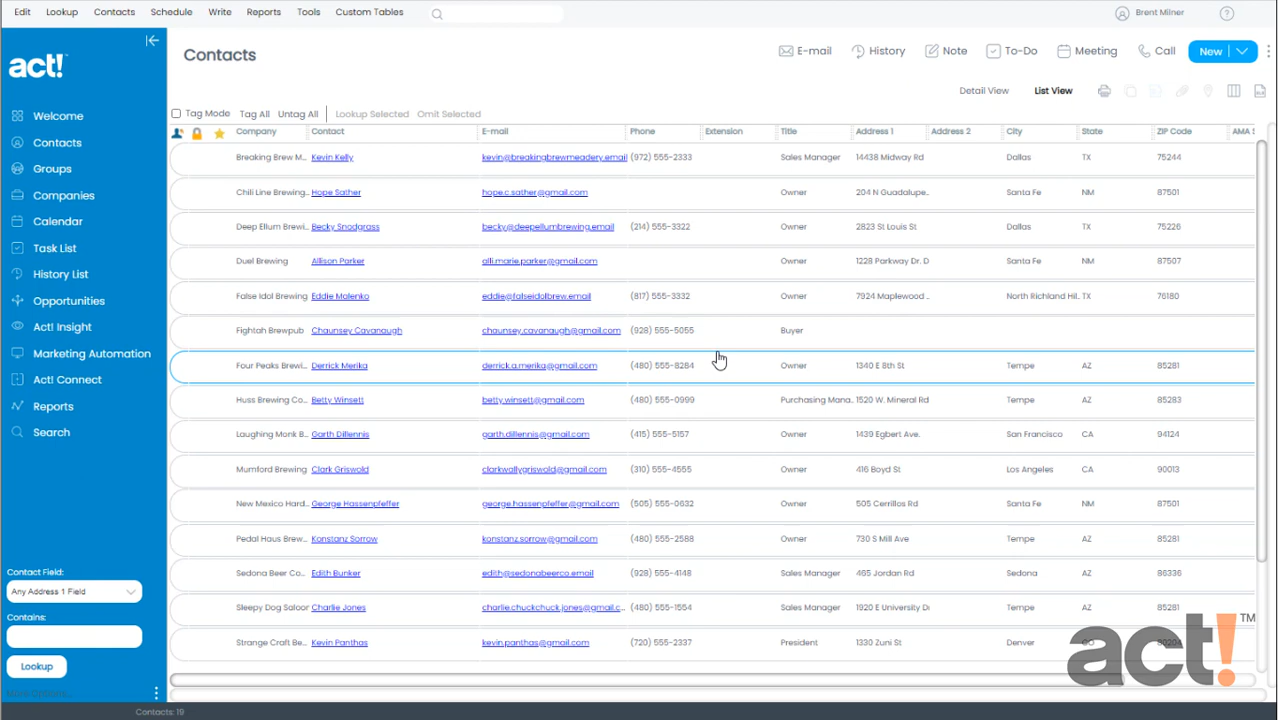 Edit Lookup Contacts Schedule Write Reports Tools Custom Tables Brent Milner ?
act!
Contacts E-mail History Note To-Do Meeting Call New
Detail View List View
Tag Mode Tag All Untag All Lookup Selected Omit Selected
Company Contact E-mail Phone Extension Title Address 1 Address 2 City State ZIP Code AMA S
Breaking Brew M... Kevin Kelly kevin@breakingbrewmeadery.email (972) 555-2333 Sales Manager 14438 Midway Rd Dallas TX 75244
Chili Line Brewing... Hope Sather hope.c.sather@gmail.com Owner 204 N Guadalupe... Santa Fe NM 87501
Deep Ellum Brewi... Becky Snodgrass becky@deepellumbrewing.email (214) 555-3322 Owner 2823 St Louis St Dallas TX 75226
Duel Brewing Allison Parker alli.marie.parker@gmail.com Owner 1228 Parkway Dr. D Santa Fe NM 87507
False Idol Brewing Eddie Malenko eddie@falseidolbrew.email (817) 555-3332 Owner 7924 Maplewood ... North Richland Hil... TX 76180
Fightah Brewpub Chaunsey Cavanaugh chaunsey.cavanaugh@gmail.com (928) 555-5055 Buyer
Four Peaks Brewi... Derrick Merika derrick.a.merika@gmail.com (480) 555-8284 Owner 1340 E 8th St Tempe AZ 85281
Huss Brewing Co... Betty Winsett betty.winsett@gmail.com (480) 555-0999 Purchasing Mana... 1520 W. Mineral Rd Tempe AZ 85283
Laughing Monk B... Garth Dillennis garth.dillennis@gmail.com (415) 555-5157 Owner 1439 Egbert Ave. San Francisco CA 94124
Mumford Brewing Clark Griswold clarkwallygriswold@gmail.com (310) 555-4555 Owner 416 Boyd St Los Angeles CA 90013
New Mexico Hard... George Hassenpfeffer george.hassenpfeffer@gmail.com (505) 555-0632 Owner 505 Cerrillos Rd Santa Fe NM 87501
Pedal Haus Brew... Konstanz Sorrow konstanz.sorrow@gmail.com (480) 555-2588 Owner 730 S Mill Ave Tempe AZ 85281
Sedona Beer Co... Edith Bunker edith@sedonabeerco.email (928) 555-4148 Sales Manager 465 Jordan Rd Sedona AZ 86336
Sleepy Dog Saloon Charlie Jones charlie.chuckchuck.jones@gmail.c... (480) 555-1554 Sales Manager 1920 E University D Tempe AZ 85281
Strange Craft Be... Kevin Panthas kevin.panthas@gmail.com (720) 555-2337 President 1330 Zuni St Denver CO 80204
Welcome
Contacts
Groups
Companies
Calendar
Task List
History List
Opportunities
Act! Insight
Marketing Automation
Act! Connect
Reports
Search
Contact Field:
Any Address 1 Field
Contains:
Lookup
More Options...
act! TM
Contacts: 19